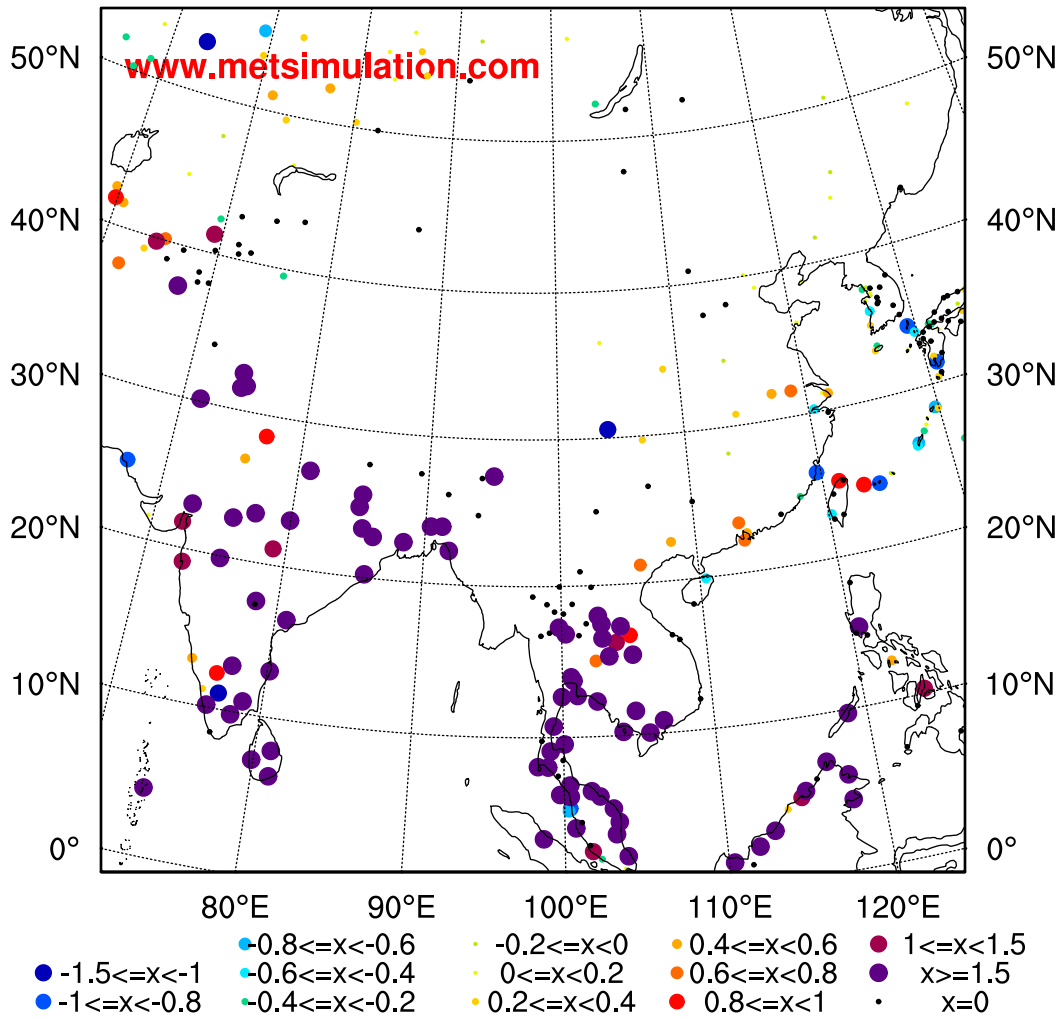 www.metsimulation.com
50°N 50°N
40°N 40°N
30°N 30°N
20°N 20°N
10°N 10°N
0° 0°
80°E 90°E 100°E 110°E 120°E
-0.8<=x<-0.6 -0.2<=x<0 0.4<=x<0.6 1<=x<1.5
-1.5<=x<-1 -0.6<=x<-0.4 0<=x<0.2 0.6<=x<0.8 x>=1.5
-1<=x<-0.8 -0.4<=x<-0.2 0.2<=x<0.4 0.8<=x<1 x=0